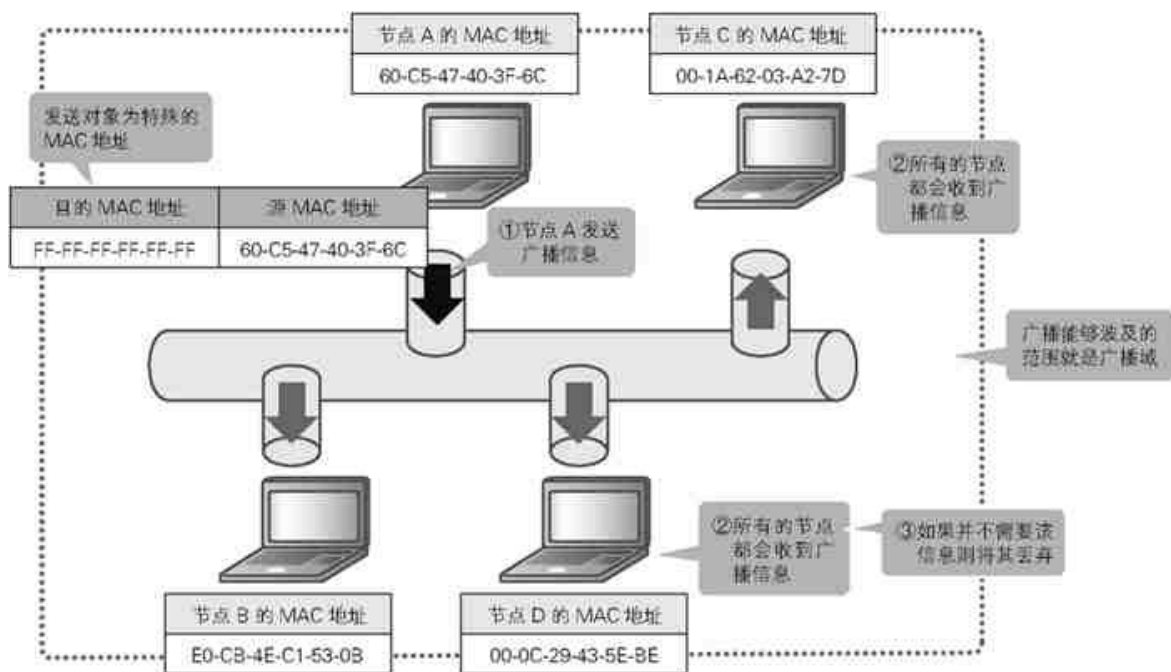 节点 A 的 MAC 地址
60-C5-47-40-3F-6C
节点 C 的 MAC 地址
00-1A-62-03-A2-7D
发送对象为特殊的
MAC 地址
目的 MAC 地址
源 MAC 地址
FF-FF-FF-FF-FF-FF
60-C5-47-40-3F-6C
①节点 A 发送
广播信息
②所有的节点
都会收到广
播信息
广播能够波及的
范围就是广播域
②所有的节点
都会收到广
播信息
③如果并不需要该
信息则将其丢弃
节点 B 的 MAC 地址
E0-CB-4E-C1-53-0B
节点 D 的 MAC 地址
00-0C-29-43-5E-BE